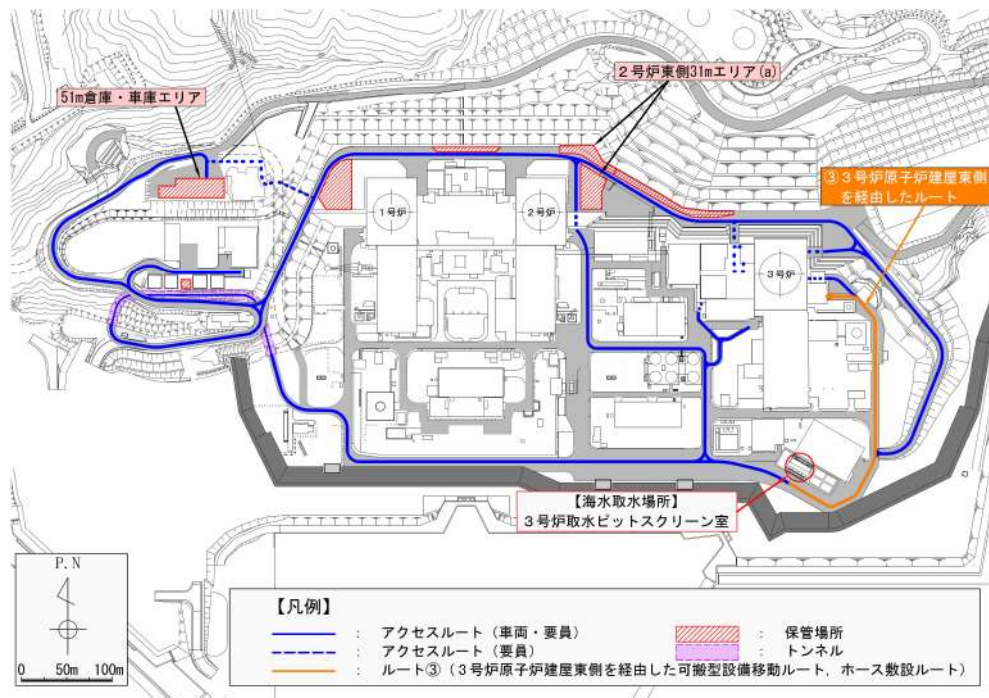 2号炉東側31mエリア(a)
51m倉庫・車庫エリア
③3号炉原子炉建屋東側
を経由したルート
1号炉
2号炉
3号炉
【海水取水場所】
3号炉取水ピットスクリーン室
P.N
0 50m 100m
【凡例】
： アクセスルート（車両・要員）
： アクセスルート（要員）
： ルート③（3号炉原子炉建屋東側を経由した可搬型設備移動ルート，ホース敷設ルート）
： 保管場所
： トンネル